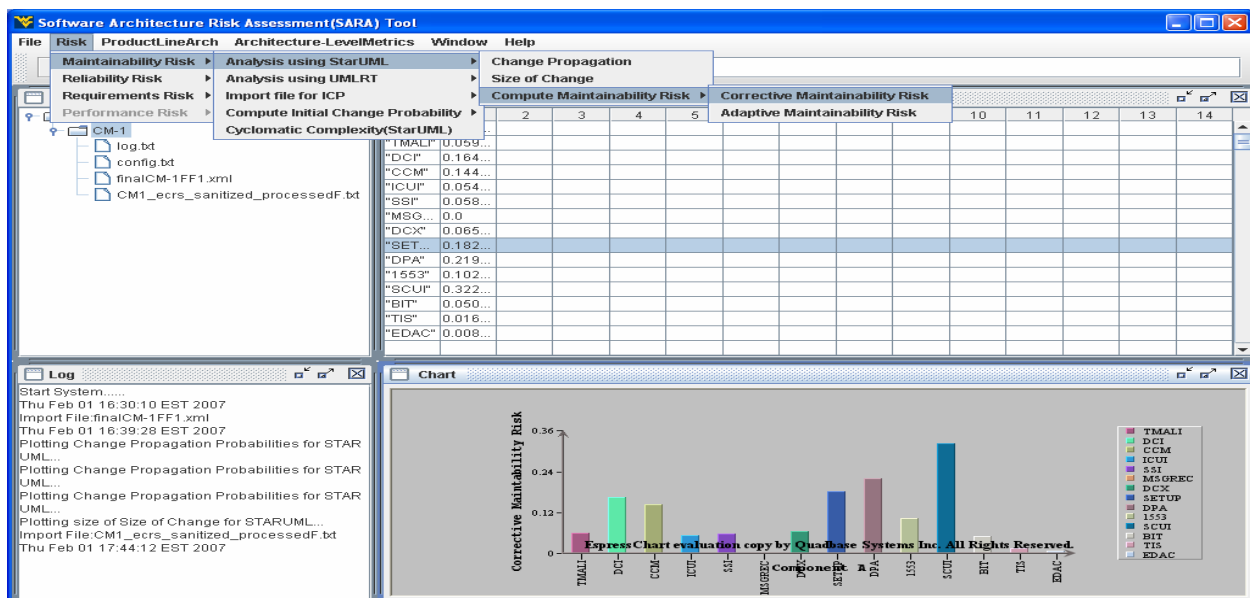 Software Architecture Risk Assessment(SARA) Tool
File Risk ProductLineArch Architecture-LevelMetrics Window Help
Maintainability Risk
Reliability Risk
Requirements Risk
Performance Risk
Analysis using StarUML
Analysis using UMLRT
Import file for ICP
Compute Initial Change Probability
Cyclomatic Complexity(StarUML)
Change Propagation
Size of Change
Compute Maintainability Risk
Corrective Maintainability Risk
Adaptive Maintainability Risk
CM-1
log.txt
config.txt
finalCM-1FF1.xml
CM1_ecrs_sanitized_processedF.txt
2 3 4 5 10 11 12 13 14
"TMALI" 0.059...
"DCI" 0.164...
"CCM" 0.144...
"ICUI" 0.054...
"SSI" 0.058...
"MSG... 0.0
"DCX" 0.065...
"SET... 0.182...
"DPA" 0.219...
"1553" 0.102...
"SCUI" 0.322...
"BIT" 0.050...
"TIS" 0.016...
"EDAC" 0.008...
Log
Start System......
Thu Feb 01 16:30:10 EST 2007
Import File:finalCM-1FF1.xml
Thu Feb 01 16:39:28 EST 2007
Plotting Change Propagation Probabilities for STAR
UML...
Plotting Change Propagation Probabilities for STAR
UML...
Plotting Change Propagation Probabilities for STAR
UML...
Plotting size of Size of Change for STARUML...
Import File:CM1_ecrs_sanitized_processedF.txt
Thu Feb 01 17:44:12 EST 2007
Chart
Corrective Maintability Risk
0.36
0.24
0.12
0
EspressChart evaluation copy by Quadbase Systems Inc. All Rights Reserved.
TMALI DCI CCM ICUI SSI MSGREC DCX SETUP DPA 1553 SCUI BIT TIS EDAC
Component A
TMALI
DCI
CCM
ICUI
SSI
MSGREC
DCX
SETUP
DPA
1553
SCUI
BIT
TIS
EDAC